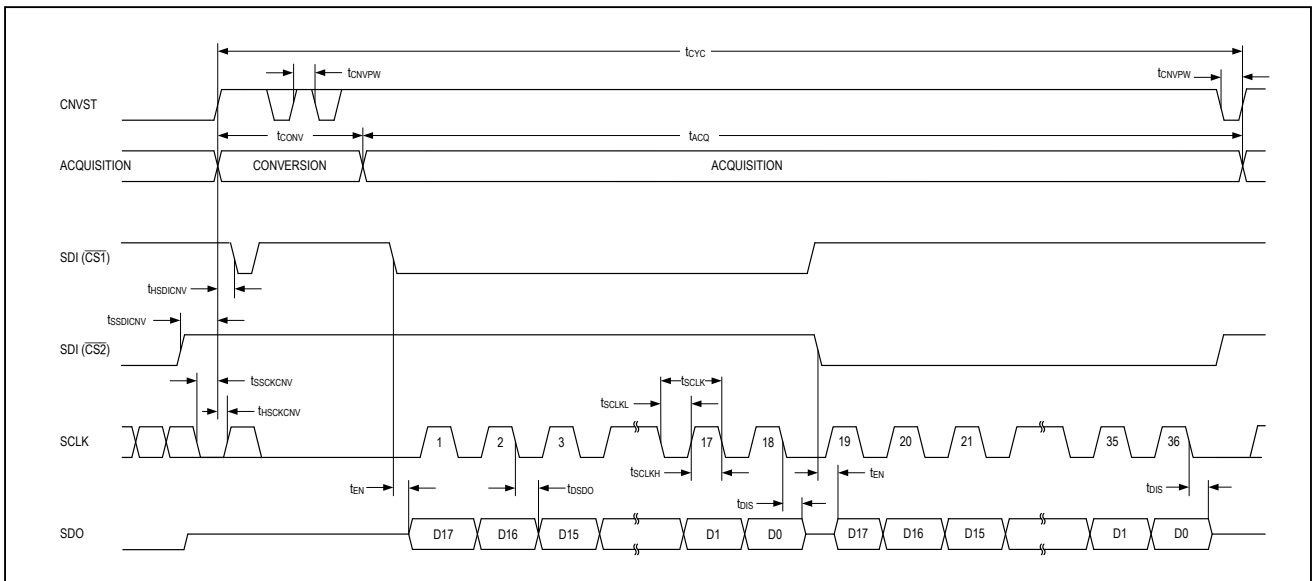 tCYC
tCNVPW
tCNVPW
CNVST
tCONV
tACQ
ACQUISITION
CONVERSION
ACQUISITION
SDI (CS1)
tHSDICNV
tSSDICNV
SDI (CS2)
tSSCKCNV
tSCLK
tHSCKCNV
tSCLKL
SCLK
1
2
3
17
18
19
20
21
35
36
tSCLKH
tEN
tEN
tDSDO
tDIS
tDIS
SDO
D17
D16
D15
D1
D0
D17
D16
D15
D1
D0